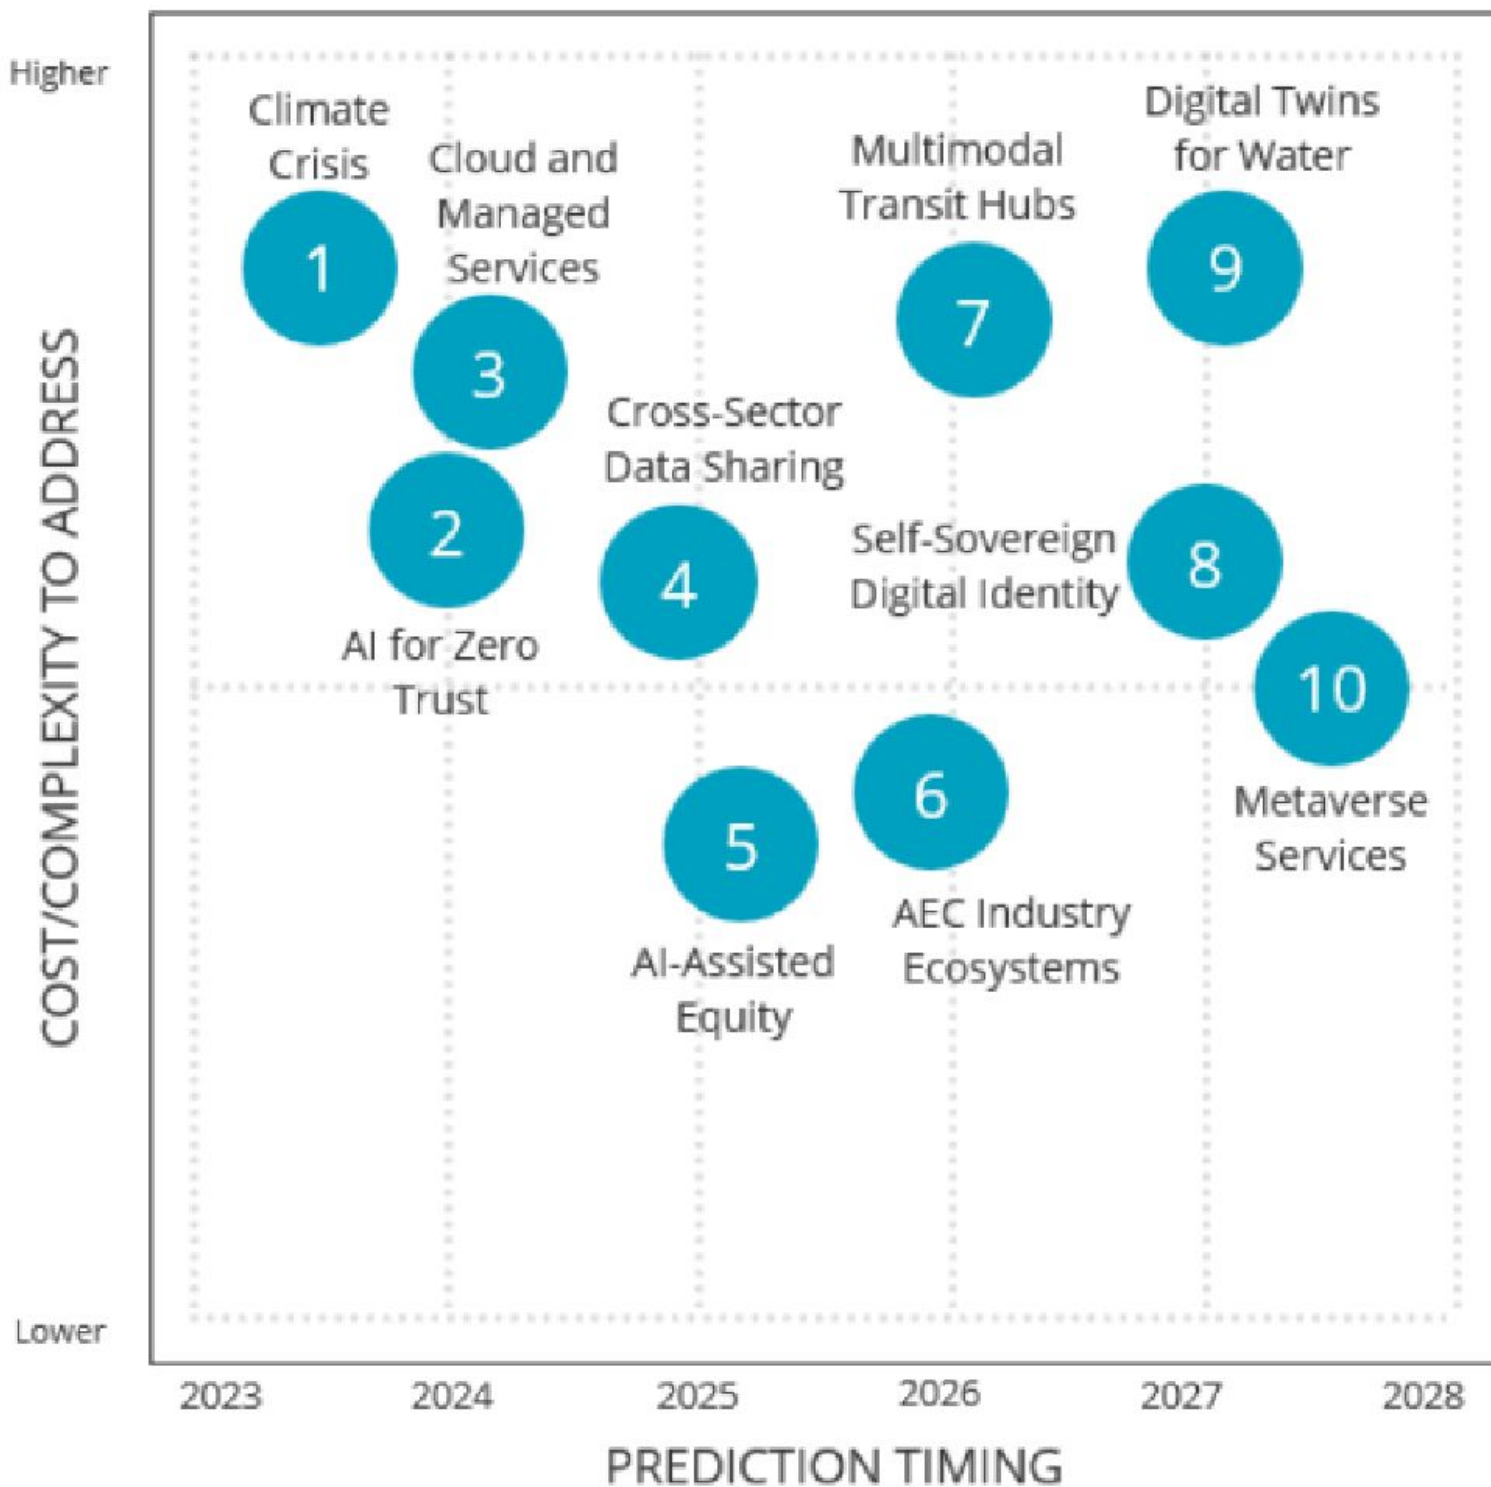 Higher
Climate
Crisis
1
Cloud and
Managed
Services
3
2
AI for Zero
Trust
Cross-Sector
Data Sharing
4
Multimodal
Transit Hubs
7
Digital Twins
for Water
9
Self-Sovereign
Digital Identity
8
10
Metaverse
Services
5
AI-Assisted
Equity
6
AEC Industry
Ecosystems
COST/COMPLEXITY TO ADDRESS
Lower
2023 2024 2025 2026 2027 2028
PREDICTION TIMING